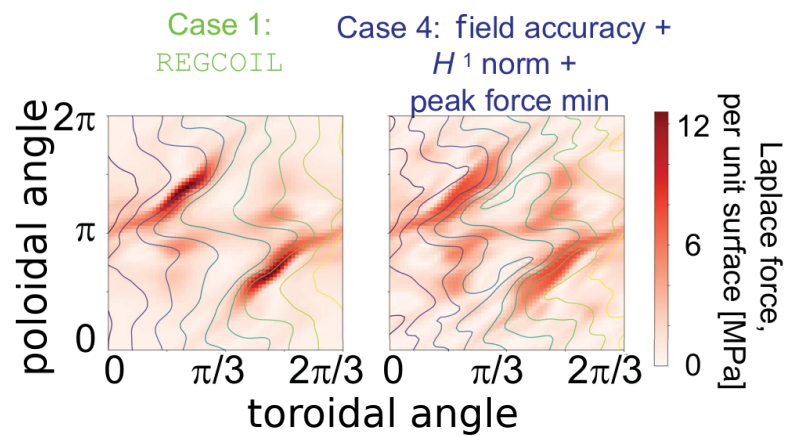 Case 1:
REGCOIL
Case 4: field accuracy +
H ¹ norm +
peak force min
poloidal angle
2π
π
0
0
π/3
2π/3
0
π/3
2π/3
toroidal angle
12
6
0
Laplace force,
per unit surface [MPa]